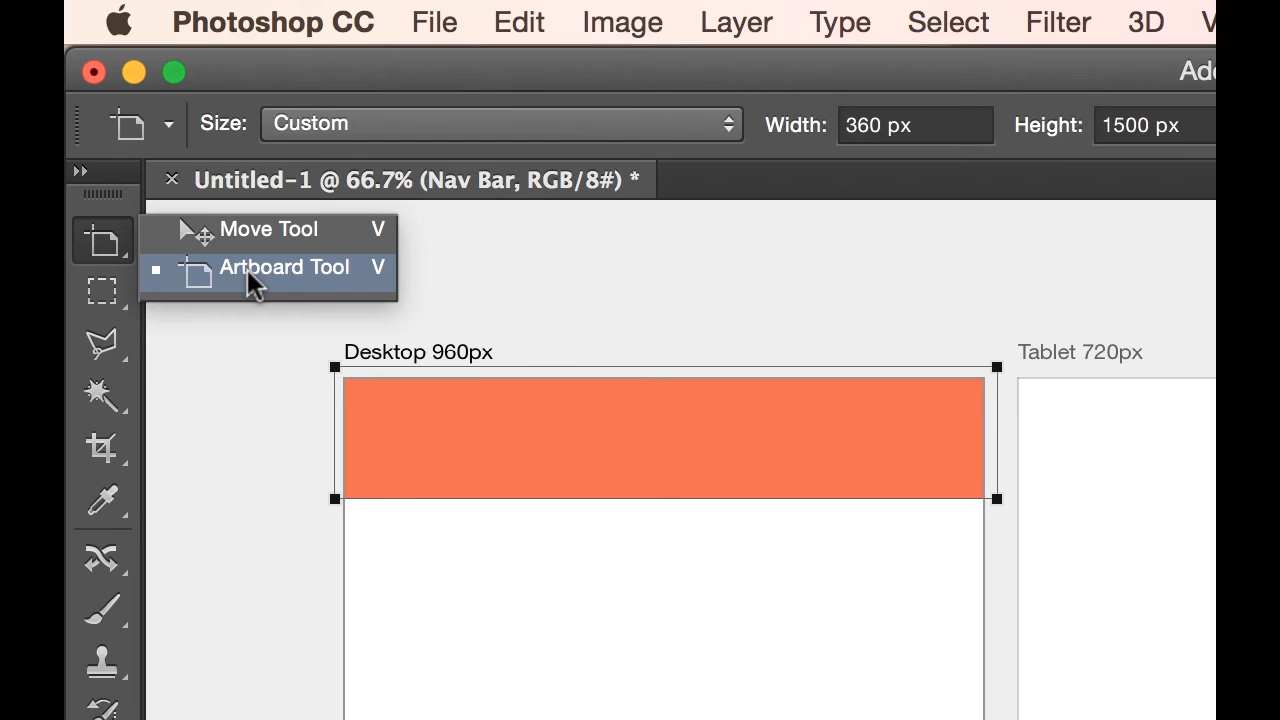 Photoshop CC File Edit Image Layer Type Select Filter 3D
Size: Custom Width: 360 px Height: 1500 px
× Untitled-1 @ 66.7% (Nav Bar, RGB/8#) *
Move Tool V
Artboard Tool V
Desktop 960px Tablet 720px